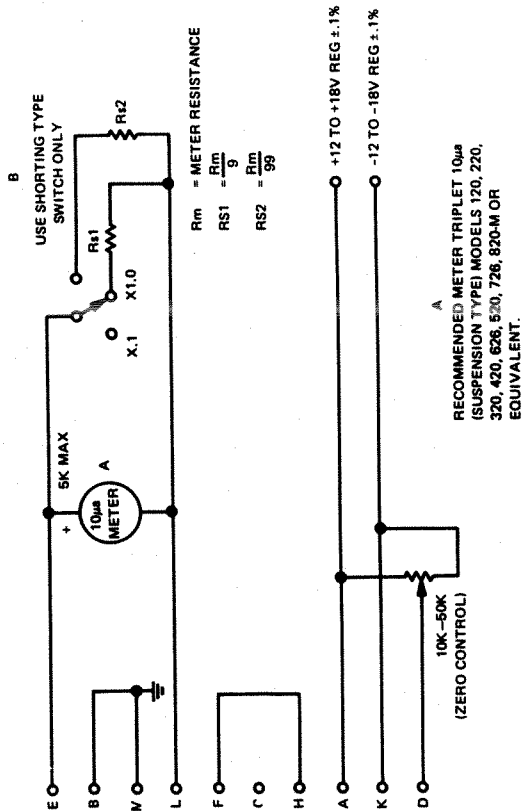 B
USE SHORTING TYPE
SWITCH ONLY
Rs2
Rs1
X1.0
X.1
5K MAX
A
+
10µa
METER
E
B
L
F
H
A
K
D
Rm = METER RESISTANCE
RS1 = Rm
9
RS2 = Rm
99
+12 TO +18V REG ±.1%
-12 TO -18V REG ±.1%
10K-50K
(ZERO CONTROL)
A
RECOMMENDED METER TRIPLET 10µa
(SUSPENSION TYPE) MODELS 120, 220,
320, 420, 626, 520, 726, 820-M OR
EQUIVALENT.